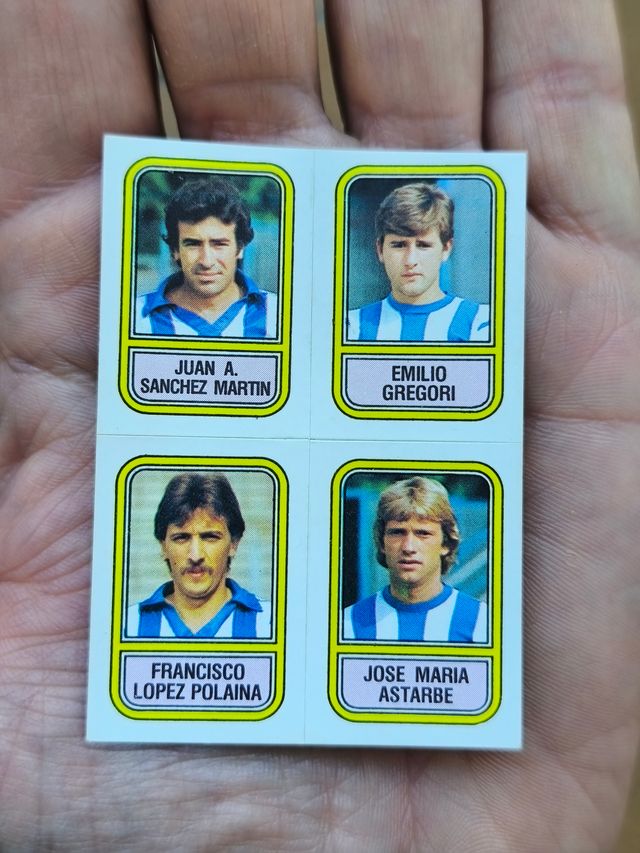 JUAN A.
SANCHEZ MARTIN
EMILIO
GREGORI
FRANCISCO
LOPEZ POLAINA
JOSE MARIA
ASTARBE